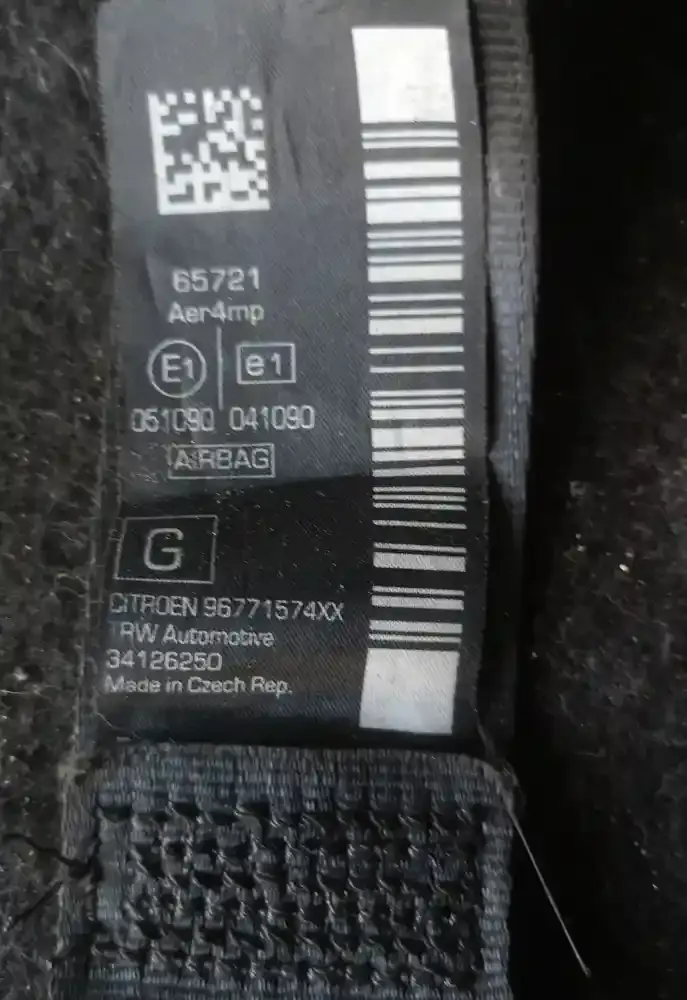 65721
Aer4mp
E1 e1
051090 041090
AIRBAG
G
CITROEN 96771574XX
TRW Automotive
34126250
Made in Czech Rep.